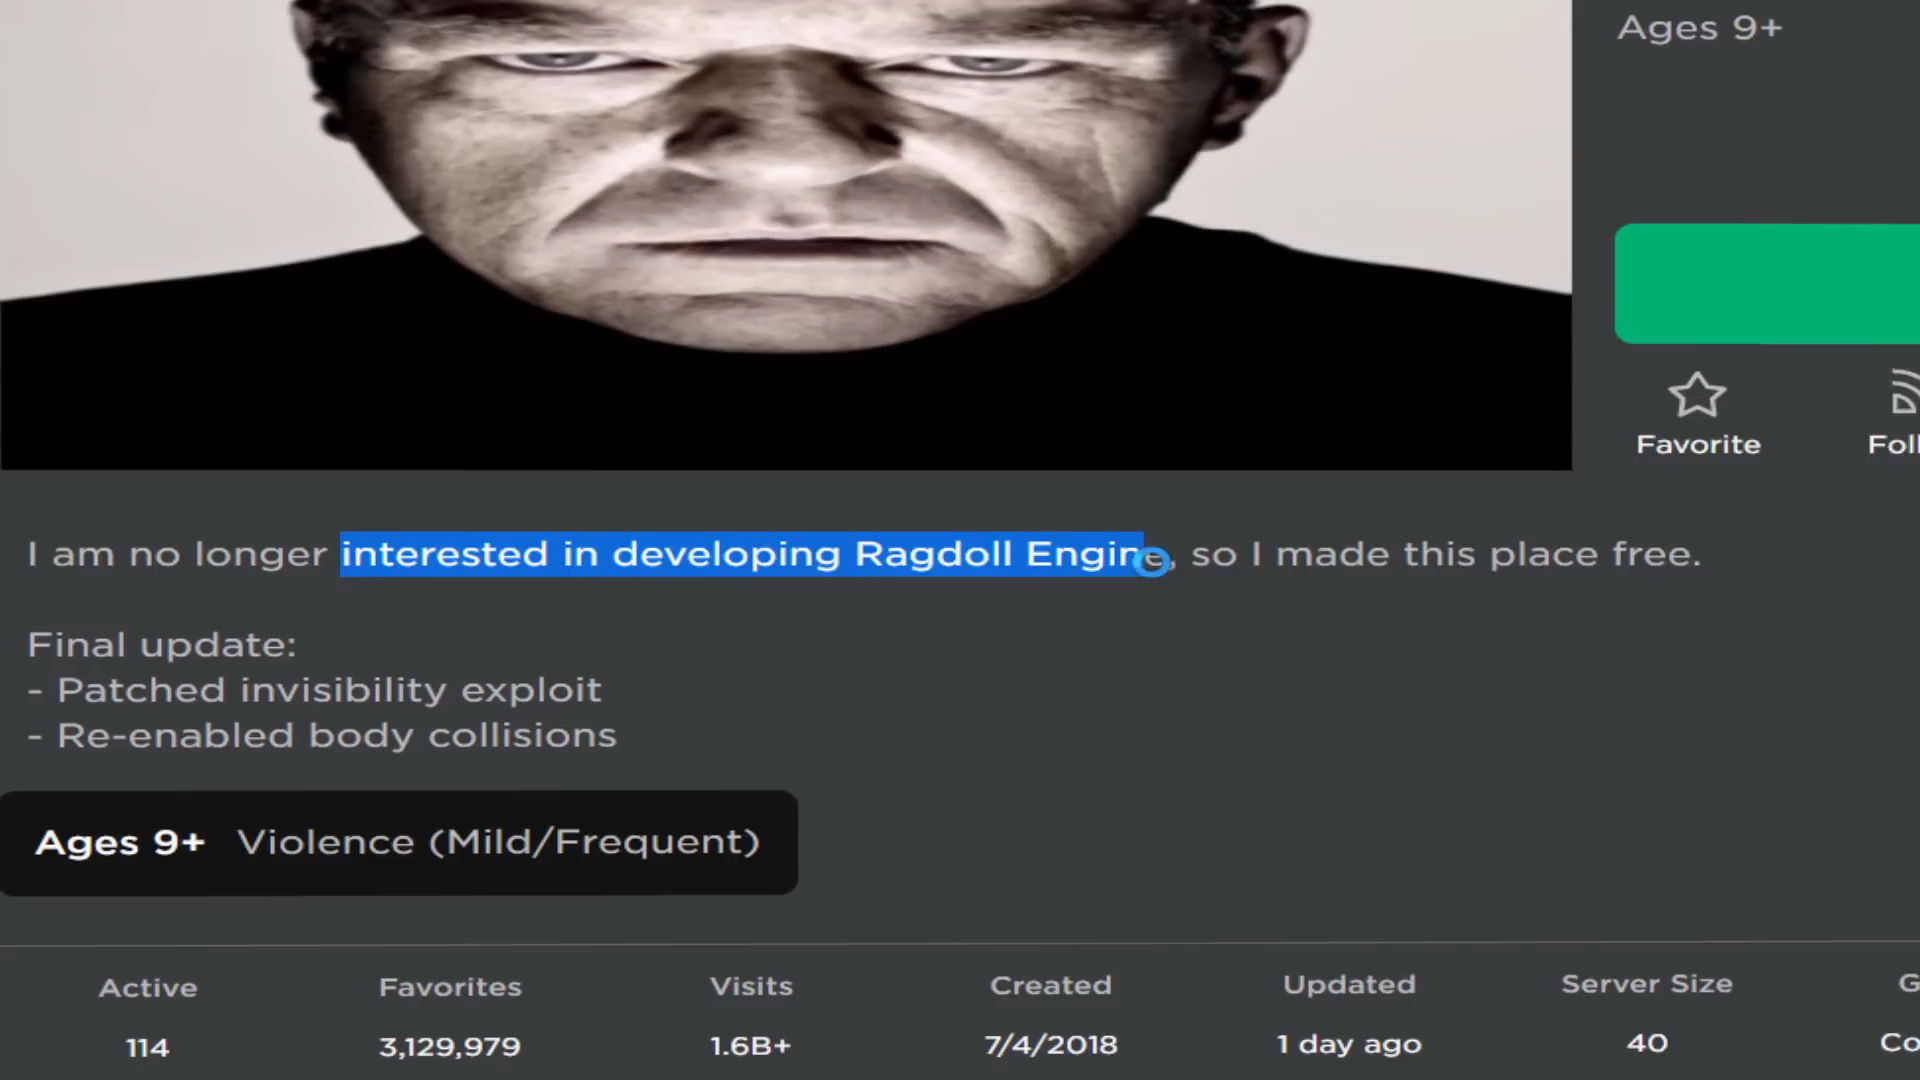 Ages 9+
Favorite
Foll
I am no longer interested in developing Ragdoll Engine, so I made this place free.
Final update:
- Patched invisibility exploit
- Re-enabled body collisions
Ages 9+ Violence (Mild/Frequent)
Active Favorites Visits Created Updated Server Size G
114 3,129,979 1.6B+ 7/4/2018 1 day ago 40 Co